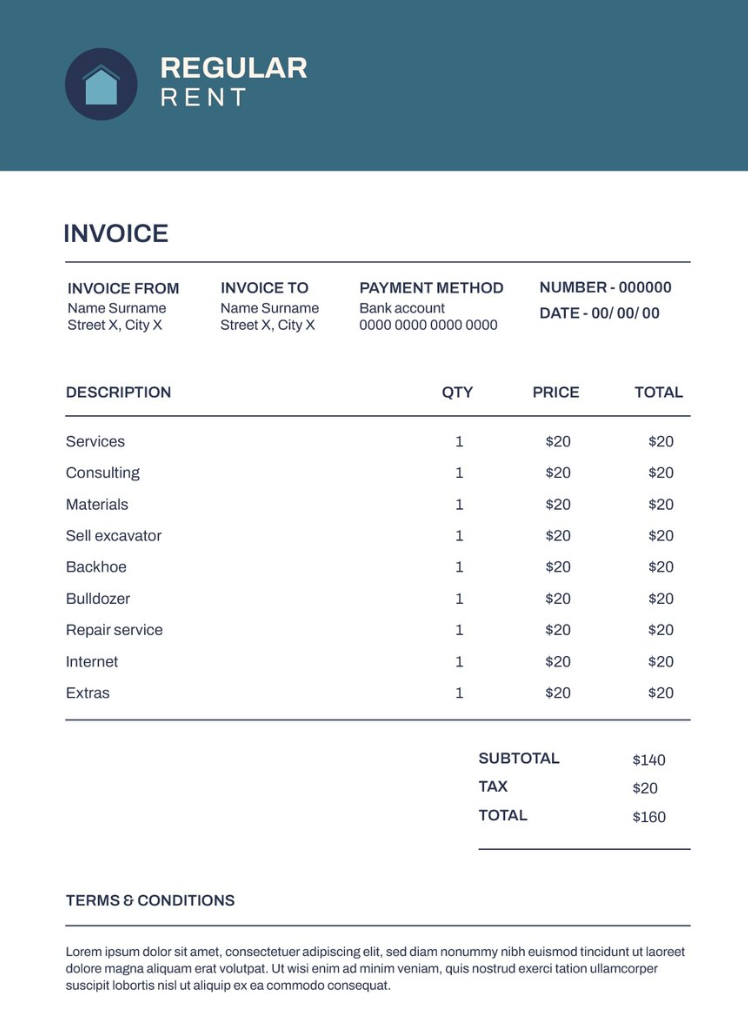 REGULAR
RENT
INVOICE
INVOICE FROM
Name Surname
Street X, City X
INVOICE TO
Name Surname
Street X, City X
PAYMENT METHOD
Bank account
0000 0000 0000 0000
NUMBER - 000000
DATE - 00/ 00/ 00
DESCRIPTION QTY PRICE TOTAL
Services 1 $20 $20
Consulting 1 $20 $20
Materials 1 $20 $20
Sell excavator 1 $20 $20
Backhoe 1 $20 $20
Bulldozer 1 $20 $20
Repair service 1 $20 $20
Internet 1 $20 $20
Extras 1 $20 $20
SUBTOTAL $140
TAX $20
TOTAL $160
TERMS & CONDITIONS
Lorem ipsum dolor sit amet, consectetuer adipiscing elit, sed diam nonummy nibh euismod tincidunt ut laoreet
dolore magna aliquam erat volutpat. Ut wisi enim ad minim veniam, quis nostrud exerci tation ullamcorper
suscipit lobortis nisl ut aliquip ex ea commodo consequat.